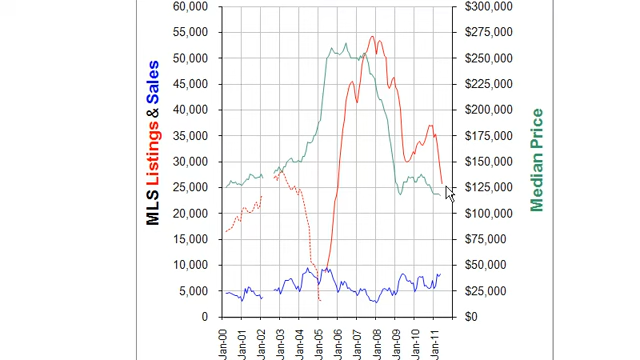 60,000
55,000
50,000
45,000
40,000
35,000
30,000
25,000
20,000
15,000
10,000
5,000
0
MLS Listings & Sales
$300,000
$275,000
$250,000
$225,000
$200,000
$175,000
$150,000
$125,000
$100,000
$75,000
$50,000
$25,000
$0
Median Price
Jan-00
Jan-01
Jan-02
Jan-03
Jan-04
Jan-05
Jan-06
Jan-07
Jan-08
Jan-09
Jan-10
Jan-11